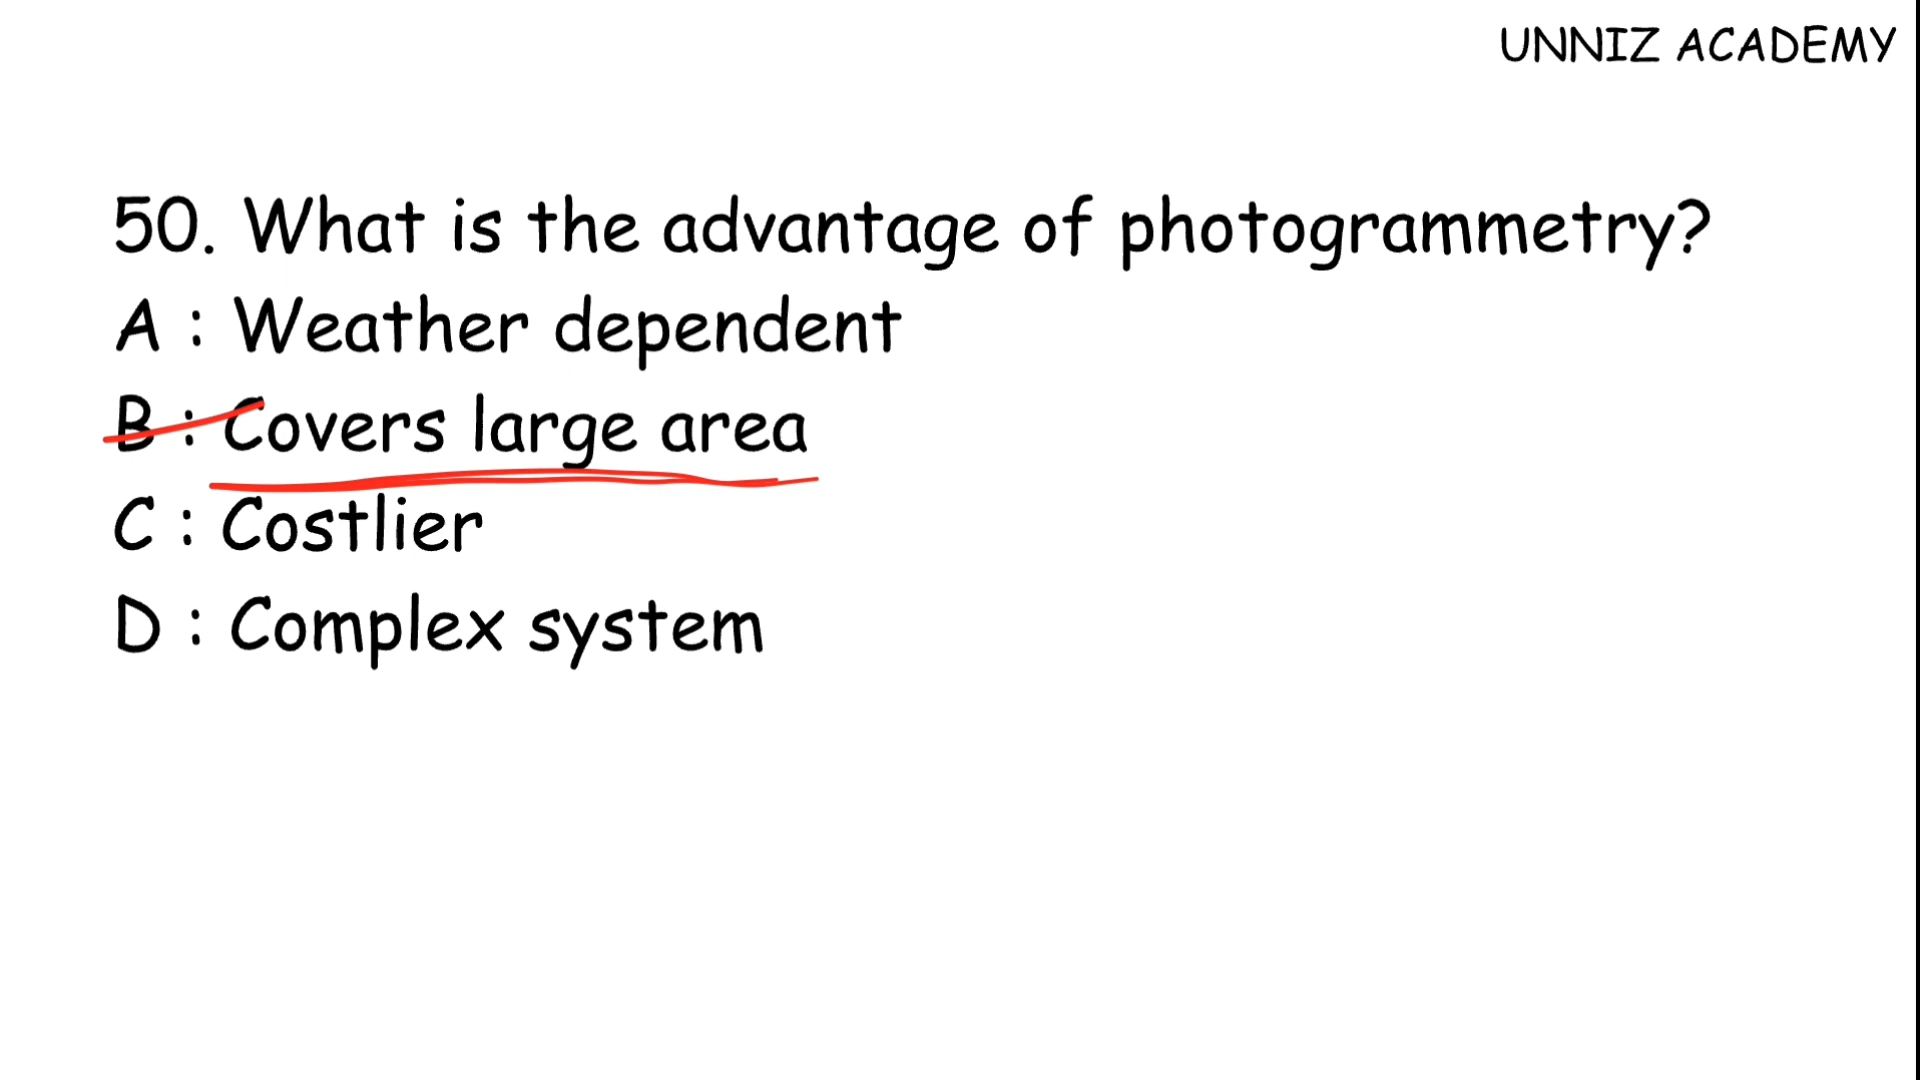 UNNIZ ACADEMY
50. What is the advantage of photogrammetry?
A : Weather dependent
B : Covers large area
C : Costlier
D : Complex system